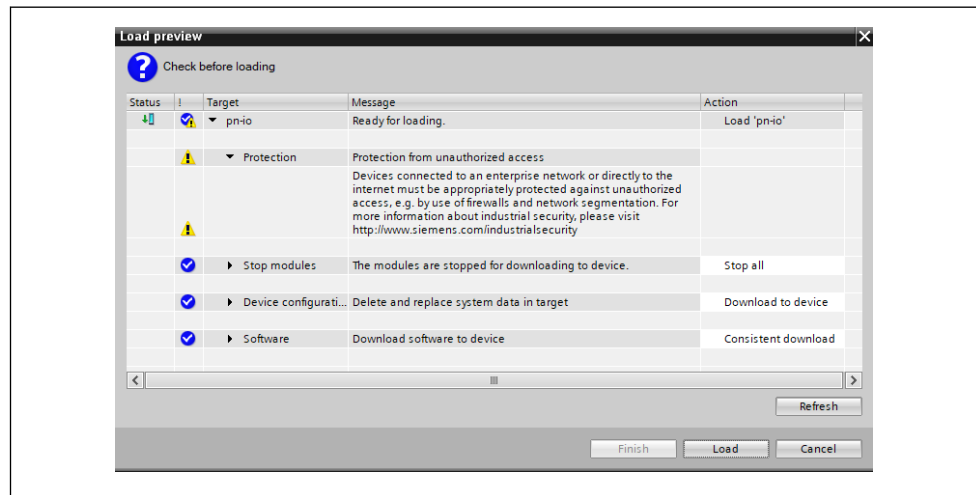 Load preview
Check before loading
Status ! Target Message Action
pn-io Ready for loading. Load 'pn-io'
Protection Protection from unauthorized access
Devices connected to an enterprise network or directly to the
internet must be appropriately protected against unauthorized
access, e.g. by use of firewalls and network segmentation. For
more information about industrial security, please visit
http://www.siemens.com/industrialsecurity
Stop modules The modules are stopped for downloading to device. Stop all
Device configurati... Delete and replace system data in target Download to device
Software Download software to device Consistent download
Refresh
Finish Load Cancel